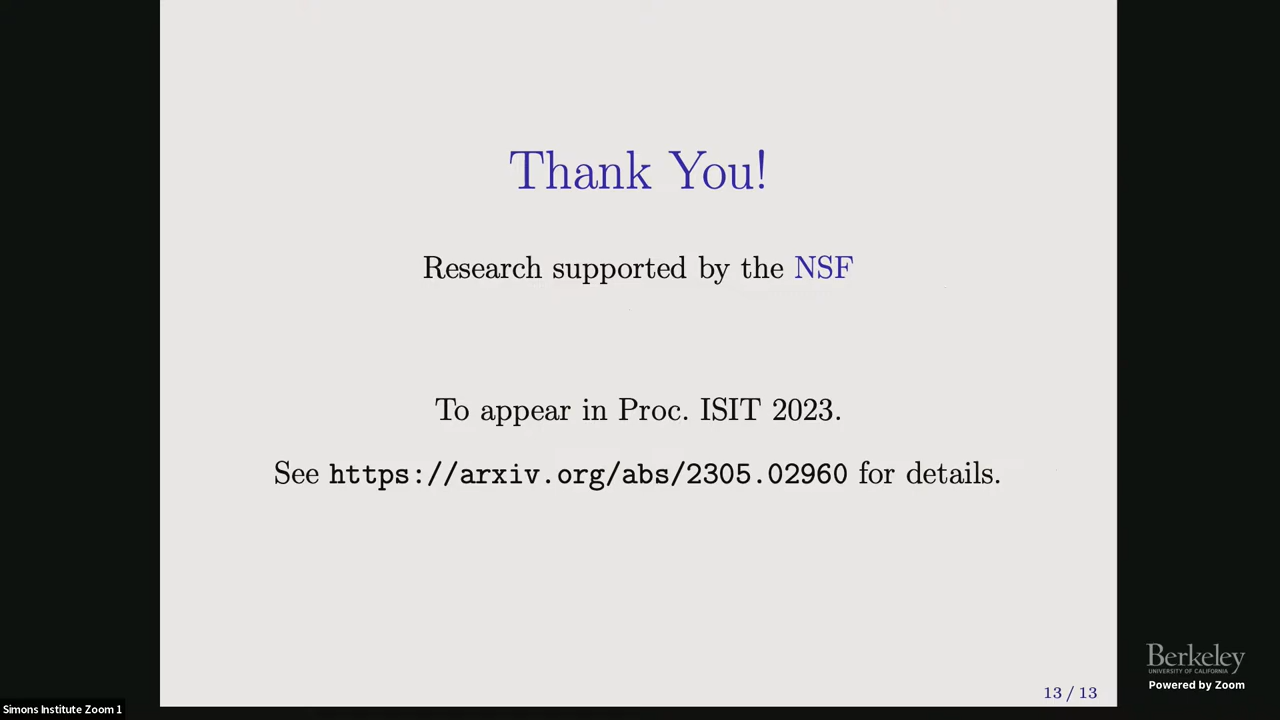 Thank You!
Research supported by the NSF
To appear in Proc. ISIT 2023.
See https://arxiv.org/abs/2305.02960 for details.
Berkeley
UNIVERSITY OF CALIFORNIA
Powered by Zoom
13 / 13
Simons Institute Zoom 1